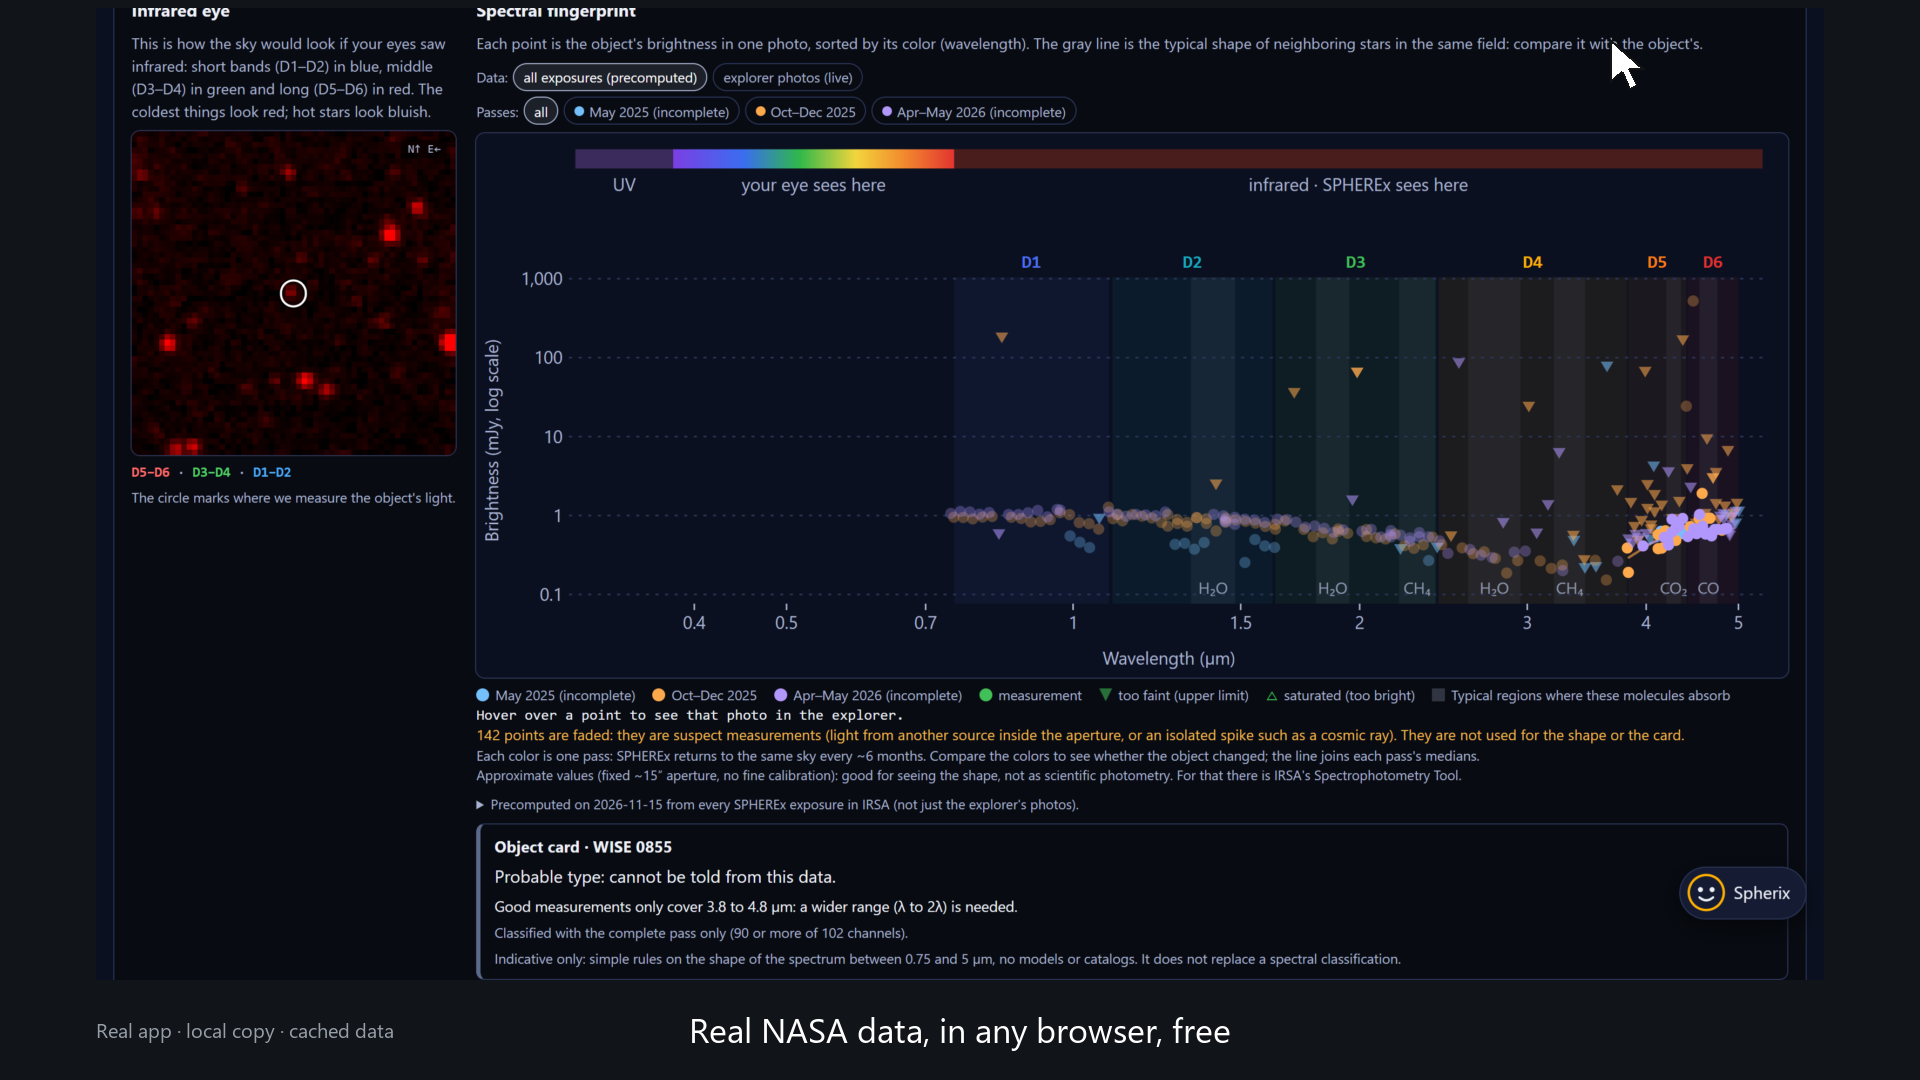 Infrared eye
This is how the sky would look if your eyes saw
infrared: short bands (D1–D2) in blue, middle
(D3–D4) in green and long (D5–D6) in red. The
coldest things look red; hot stars look bluish.
N↑ E←
D5–D6 · D3–D4 · D1–D2
The circle marks where we measure the object's light.
Spectral fingerprint
Each point is the object's brightness in one photo, sorted by its color (wavelength). The gray line is the typical shape of neighboring stars in the same field: compare it with the object's.
Data: all exposures (precomputed) explorer photos (live)
Passes: all May 2025 (incomplete) Oct–Dec 2025 Apr–May 2026 (incomplete)
UV your eye sees here infrared · SPHEREx sees here
D1 D2 D3 D4 D5 D6
Brightness (mJy, log scale)
1,000
100
10
1
0.1
H₂O H₂O CH₄ H₂O CH₄ CO₂ CO
0.4 0.5 0.7 1 1.5 2 3 4 5
Wavelength (µm)
May 2025 (incomplete) Oct–Dec 2025 Apr–May 2026 (incomplete) measurement too faint (upper limit) saturated (too bright) Typical regions where these molecules absorb
Hover over a point to see that photo in the explorer.
142 points are faded: they are suspect measurements (light from another source inside the aperture, or an isolated spike such as a cosmic ray). They are not used for the shape or the card.
Each color is one pass: SPHEREx returns to the same sky every ~6 months. Compare the colors to see whether the object changed; the line joins each pass's medians.
Approximate values (fixed ~15″ aperture, no fine calibration): good for seeing the shape, not as scientific photometry. For that there is IRSA's Spectrophotometry Tool.
▶ Precomputed on 2026-11-15 from every SPHEREx exposure in IRSA (not just the explorer's photos).
Object card · WISE 0855
Probable type: cannot be told from this data.
Good measurements only cover 3.8 to 4.8 µm: a wider range (λ to 2λ) is needed.
Classified with the complete pass only (90 or more of 102 channels).
Indicative only: simple rules on the shape of the spectrum between 0.75 and 5 µm, no models or catalogs. It does not replace a spectral classification.
Spherix
Real app · local copy · cached data
Real NASA data, in any browser, free